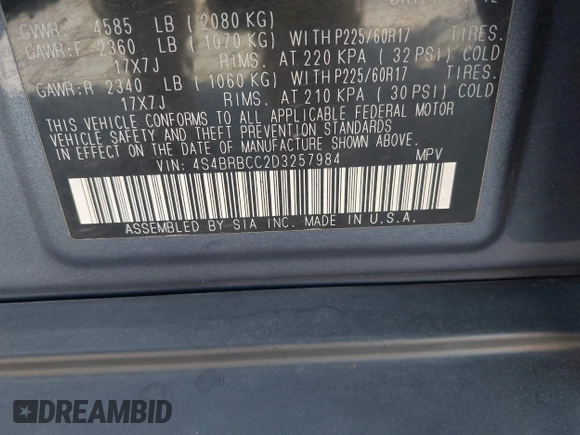 GVWR: 4585 LB ( 2080 KG)
GAWR:F 2360 LB ( 1070 KG) WITH P225/60R17 TIRES.
17X7J RIMS. AT 220 KPA ( 32 PSI) COLD
GAWR:R 2340 LB ( 1060 KG) WITH P225/60R17 TIRES.
17X7J RIMS. AT 210 KPA ( 30 PSI) COLD
THIS VEHICLE CONFORMS TO ALL APPLICABLE FEDERAL MOTOR
VEHICLE SAFETY AND THEFT PREVENTION STANDARDS
IN EFFECT ON THE DATE OF MANUFACTURE SHOWN ABOVE.
VIN: 4S4BRBCC2D3257984 MPV
ASSEMBLED BY SIA INC. MADE IN U.S.A.
DREAMBID